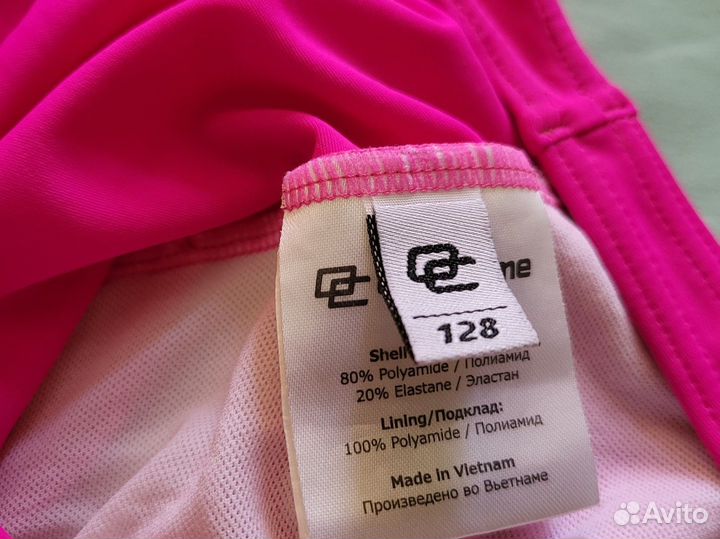 128
Shell
80% Polyamide / Полиамид
20% Elastane / Эластан
Lining/Подклад:
100% Polyamide / Полиамид
Made in Vietnam
Произведено во Вьетнаме
Avito